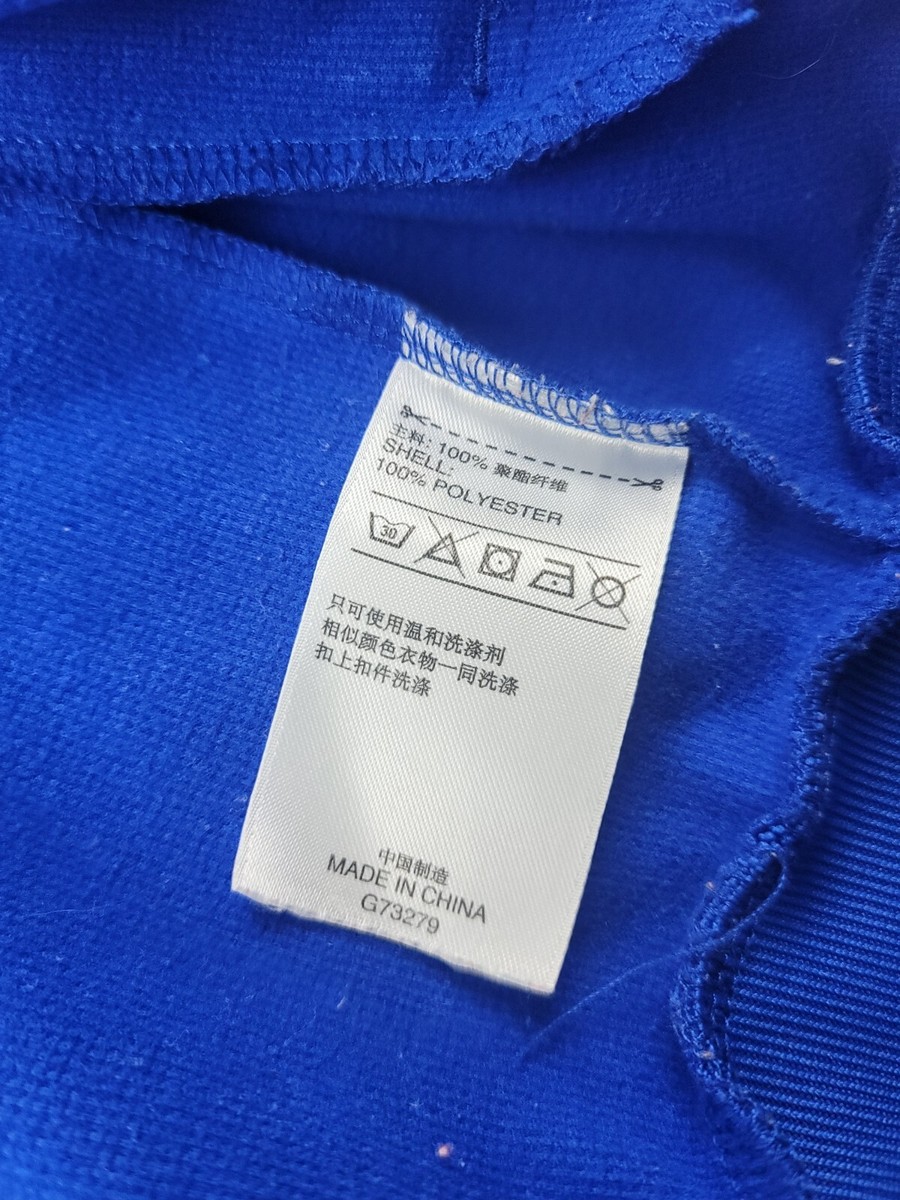 主料: 100% 聚酯纤维
SHELL:
100% POLYESTER
30
只可使用温和洗涤剂
相似颜色衣物一同洗涤
扣上扣件洗涤
中国制造
MADE IN CHINA
G73279